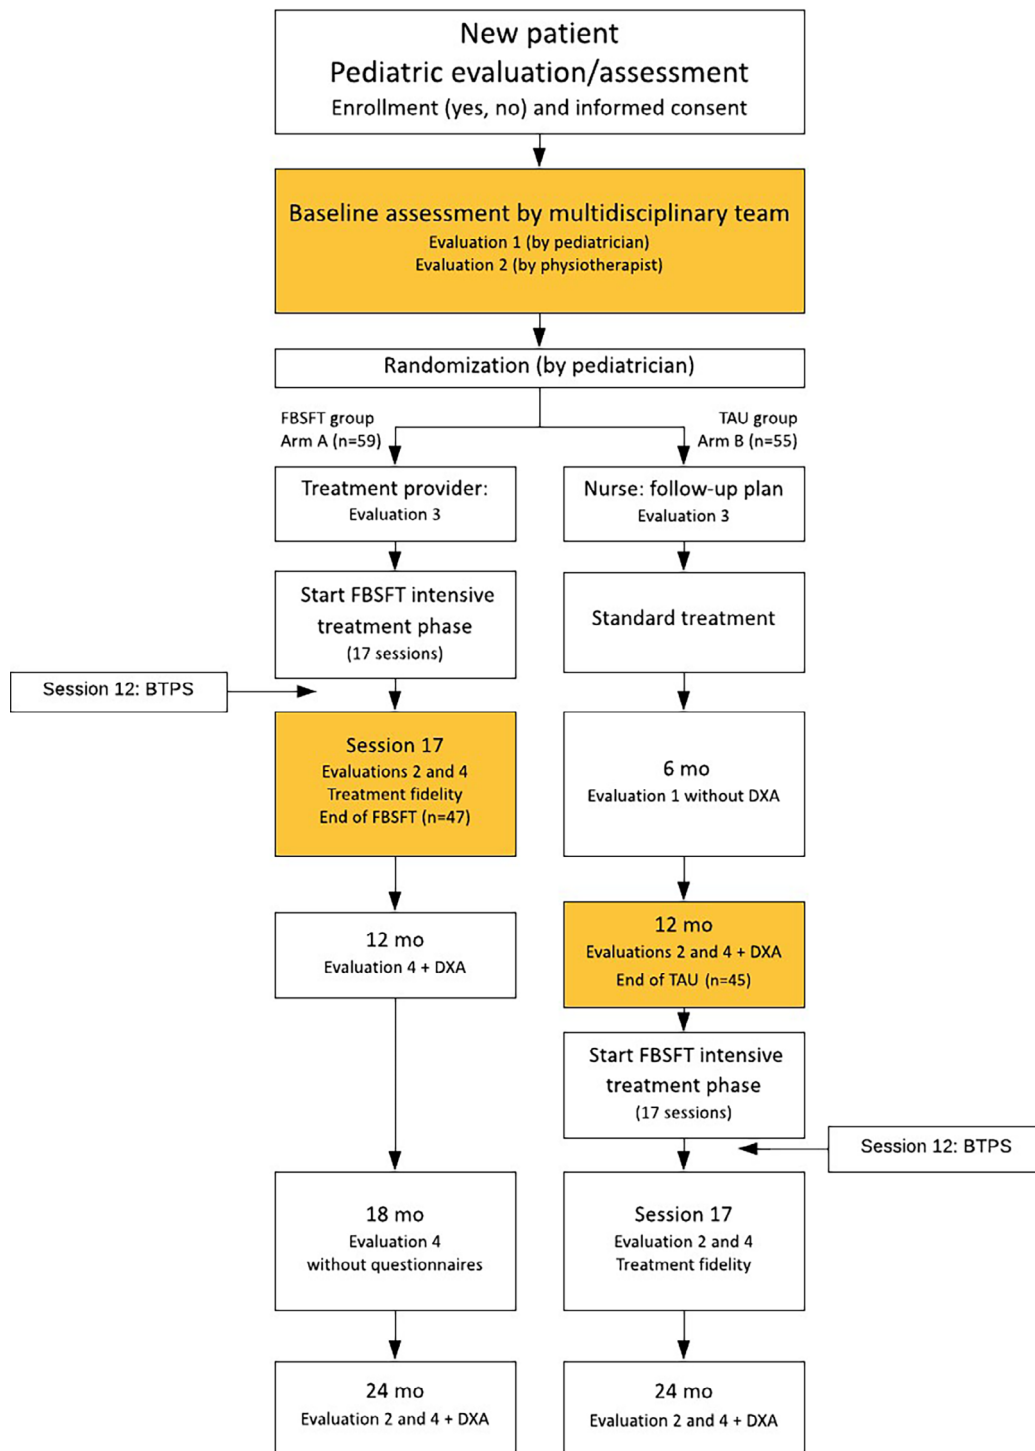 New patient
Pediatric evaluation/assessment
Enrollment (yes, no) and informed consent
Baseline assessment by multidisciplinary team
Evaluation 1 (by pediatrician)
Evaluation 2 (by physiotherapist)
Randomization (by pediatrician)
FBSFT group
Arm A (n=59)
TAU group
Arm B (n=55)
Treatment provider:
Evaluation 3
Nurse: follow-up plan
Evaluation 3
Start FBSFT intensive
treatment phase
(17 sessions)
Standard treatment
Session 12: BTPS
Session 17
Evaluations 2 and 4
Treatment fidelity
End of FBSFT (n=47)
6 mo
Evaluation 1 without DXA
12 mo
Evaluation 4 + DXA
12 mo
Evaluations 2 and 4 + DXA
End of TAU (n=45)
Start FBSFT intensive
treatment phase
(17 sessions)
Session 12: BTPS
18 mo
Evaluation 4
without questionnaires
Session 17
Evaluation 2 and 4
Treatment fidelity
24 mo
Evaluation 2 and 4 + DXA
24 mo
Evaluation 2 and 4 + DXA